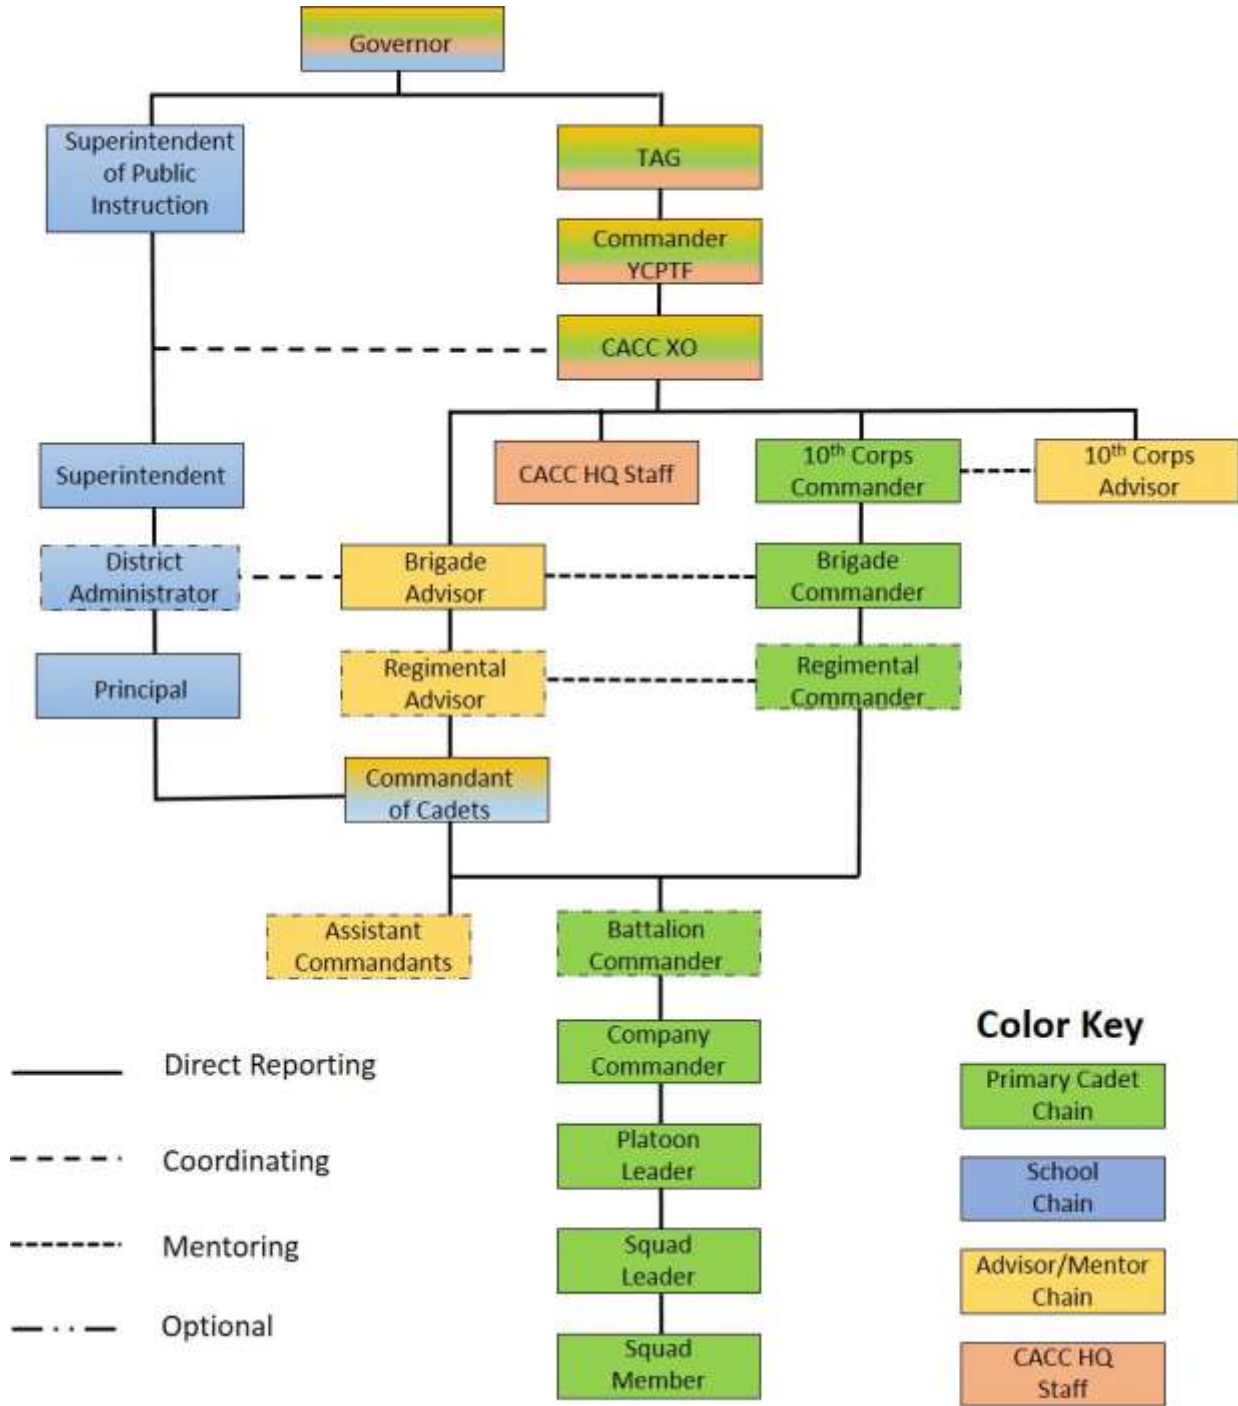 Governor
Superintendent
of Public
Instruction
TAG
Commander
YCPTF
CACC XO
Superintendent
CACC HQ Staff
10th Corps
Commander
10th Corps
Advisor
District
Administrator
Brigade
Advisor
Brigade
Commander
Principal
Regimental
Advisor
Regimental
Commander
Commandant
of Cadets
Assistant
Commandants
Battalion
Commander
Company
Commander
Platoon
Leader
Squad
Leader
Squad
Member
Direct Reporting
Coordinating
Mentoring
Optional
Color Key
Primary Cadet
Chain
School
Chain
Advisor/Mentor
Chain
CACC HQ
Staff